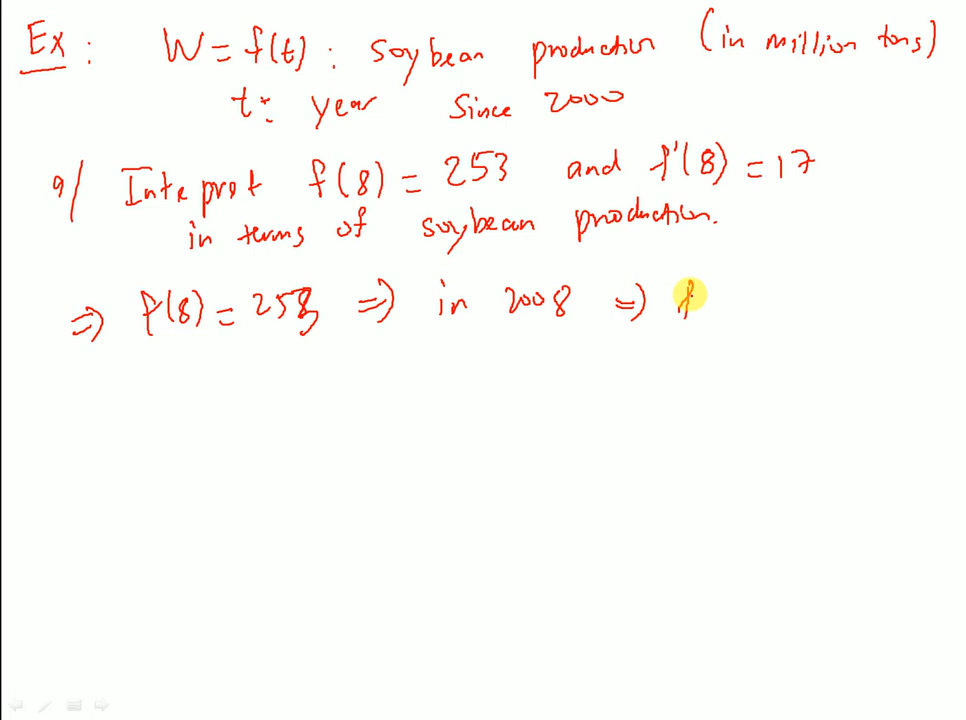 Ex : W = f(t) : soybean production (in million tons)
t : year since 2000
a/ Interpret f(8) = 253 and f'(8) = 17
in terms of soybean production.
⇒ f(8) = 253 ⇒ in 2008 ⇒